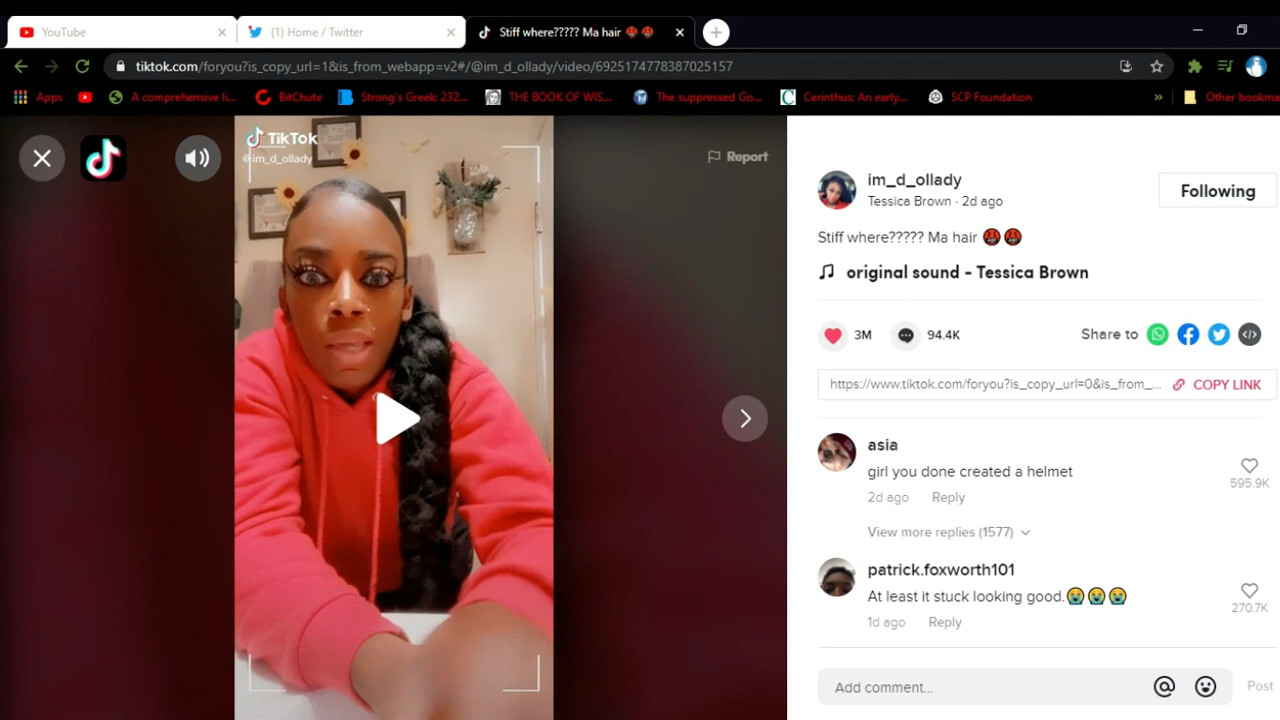 YouTube
(1) Home / Twitter
Stiff where????? Ma hair 👹👹
tiktok.com/foryou?is_copy_url=1&is_from_webapp=v2#/@im_d_ollady/video/6925174778387025157
Apps
A comprehensive li...
BitChute
Strong's Greek: 232...
THE BOOK OF WIS...
The suppressed Go...
Cerinthus: An early...
SCP Foundation
»
Other bookma
TikTok
@im_d_ollady
Report
im_d_ollady
Tessica Brown · 2d ago
Following
Stiff where????? Ma hair 👹👹
original sound - Tessica Brown
3M
94.4K
Share to
https://www.tiktok.com/foryou?is_copy_url=0&is_from_...
COPY LINK
asia
girl you done created a helmet
595.9K
2d ago
Reply
View more replies (1577)
patrick.foxworth101
At least it stuck looking good.😭😭😭
270.7K
1d ago
Reply
Add comment...
@
Post